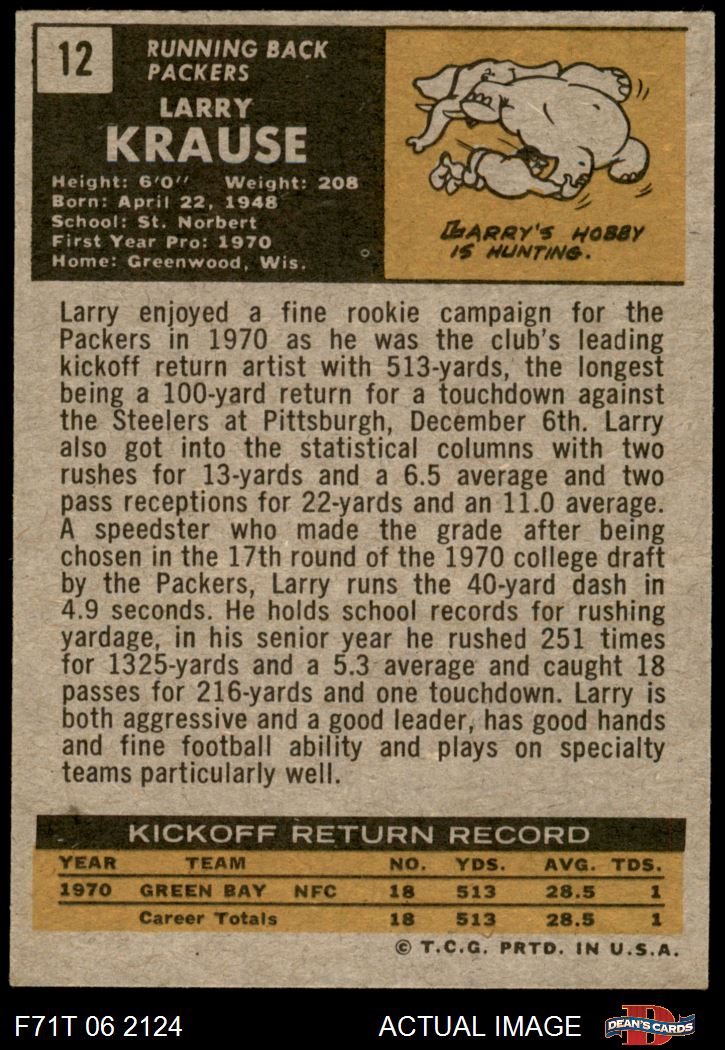 12
RUNNING BACK
PACKERS
LARRY
KRAUSE
Height: 6'0" Weight: 208
Born: April 22, 1948
School: St. Norbert
First Year Pro: 1970
Home: Greenwood, Wis.
LARRY'S HOBBY
IS HUNTING.
Larry enjoyed a fine rookie campaign for the
Packers in 1970 as he was the club's leading
kickoff return artist with 513-yards, the longest
being a 100-yard return for a touchdown against
the Steelers at Pittsburgh, December 6th. Larry
also got into the statistical columns with two
rushes for 13-yards and a 6.5 average and two
pass receptions for 22-yards and an 11.0 average.
A speedster who made the grade after being
chosen in the 17th round of the 1970 college draft
by the Packers, Larry runs the 40-yard dash in
4.9 seconds. He holds school records for rushing
yardage, in his senior year he rushed 251 times
for 1325-yards and a 5.3 average and caught 18
passes for 216-yards and one touchdown. Larry is
both aggressive and a good leader, has good hands
and fine football ability and plays on specialty
teams particularly well.
KICKOFF RETURN RECORD
YEAR TEAM NO. YDS. AVG. TDS.
1970 GREEN BAY NFC 18 513 28.5 1
Career Totals 18 513 28.5 1
© T.C.G. PRTD. IN U.S.A.
F71T 06 2124 ACTUAL IMAGE
D
DEAN'S CARDS